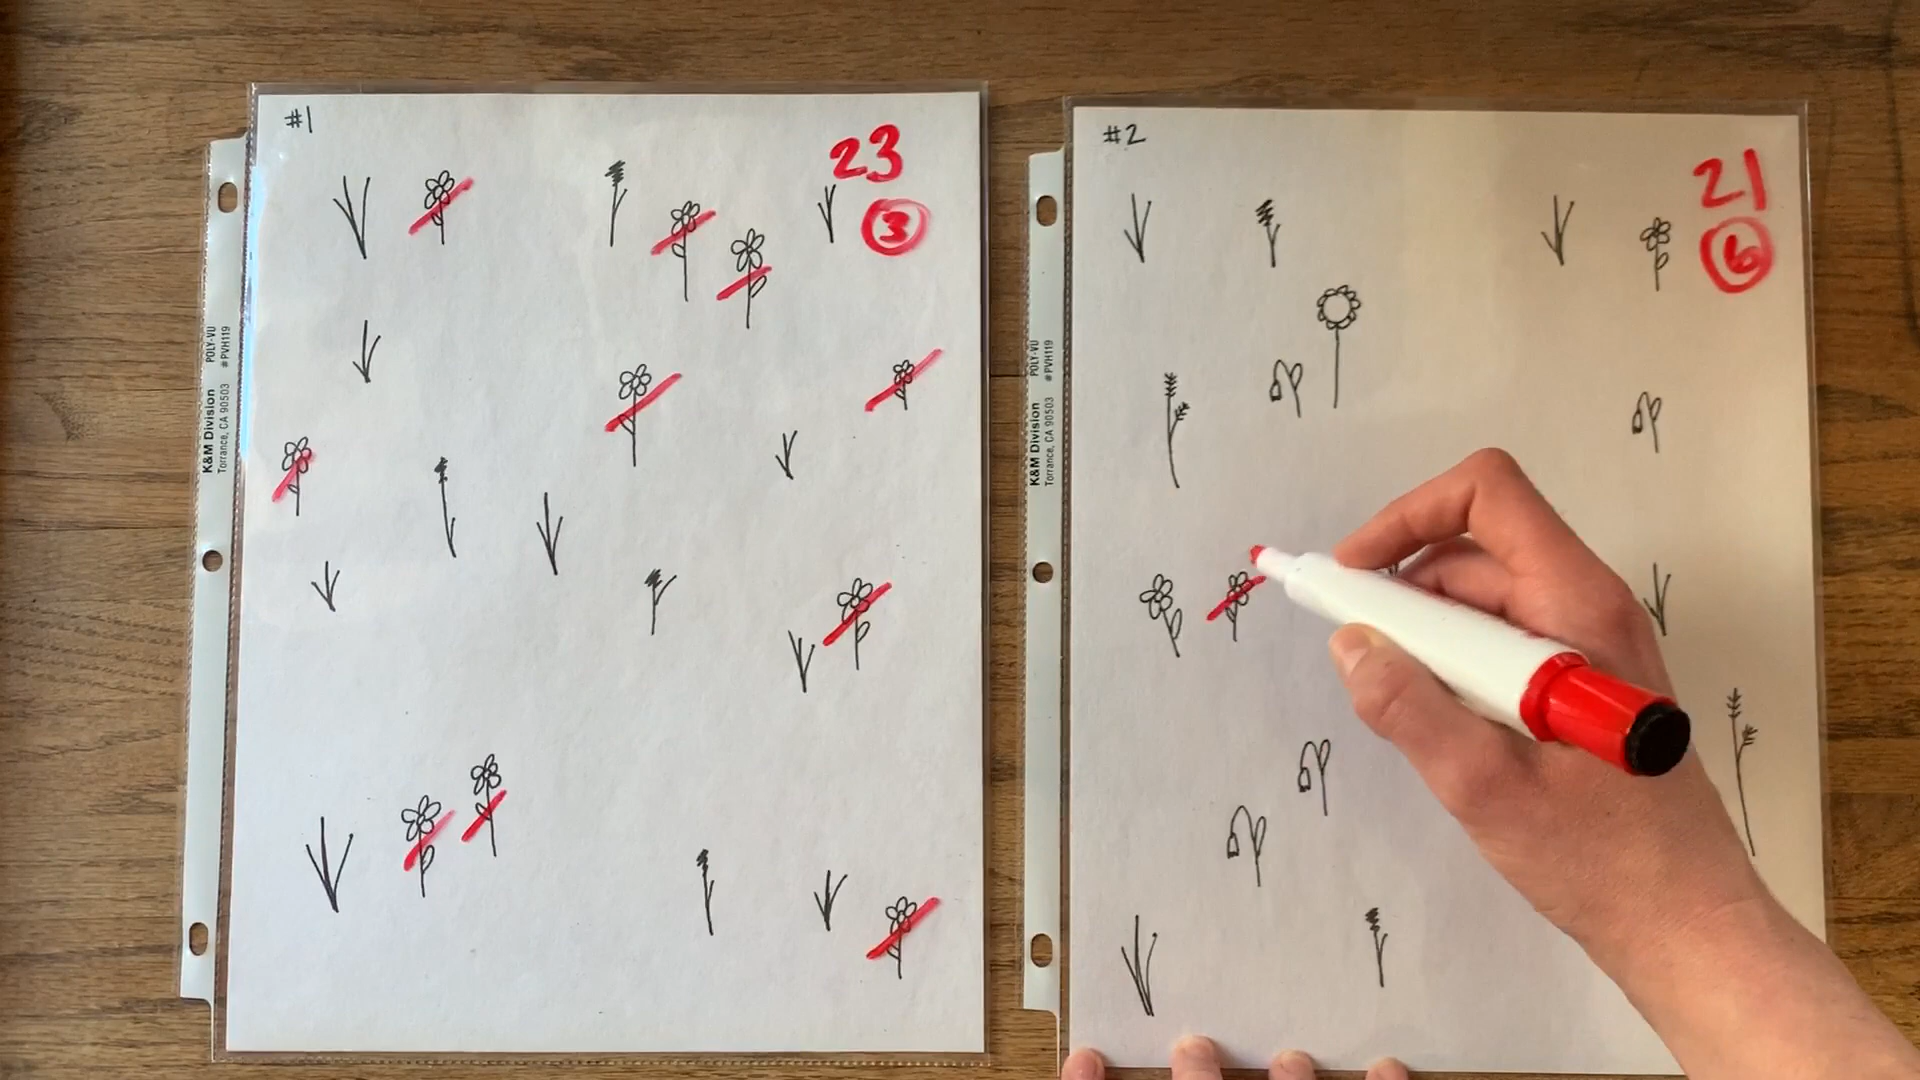 #1
23
3
K&M Division POLY-VU
Torrance, CA 90503 #PVH119
#2
21
6
K&M Division POLY-VU
Torrance, CA 90503 #PVH119